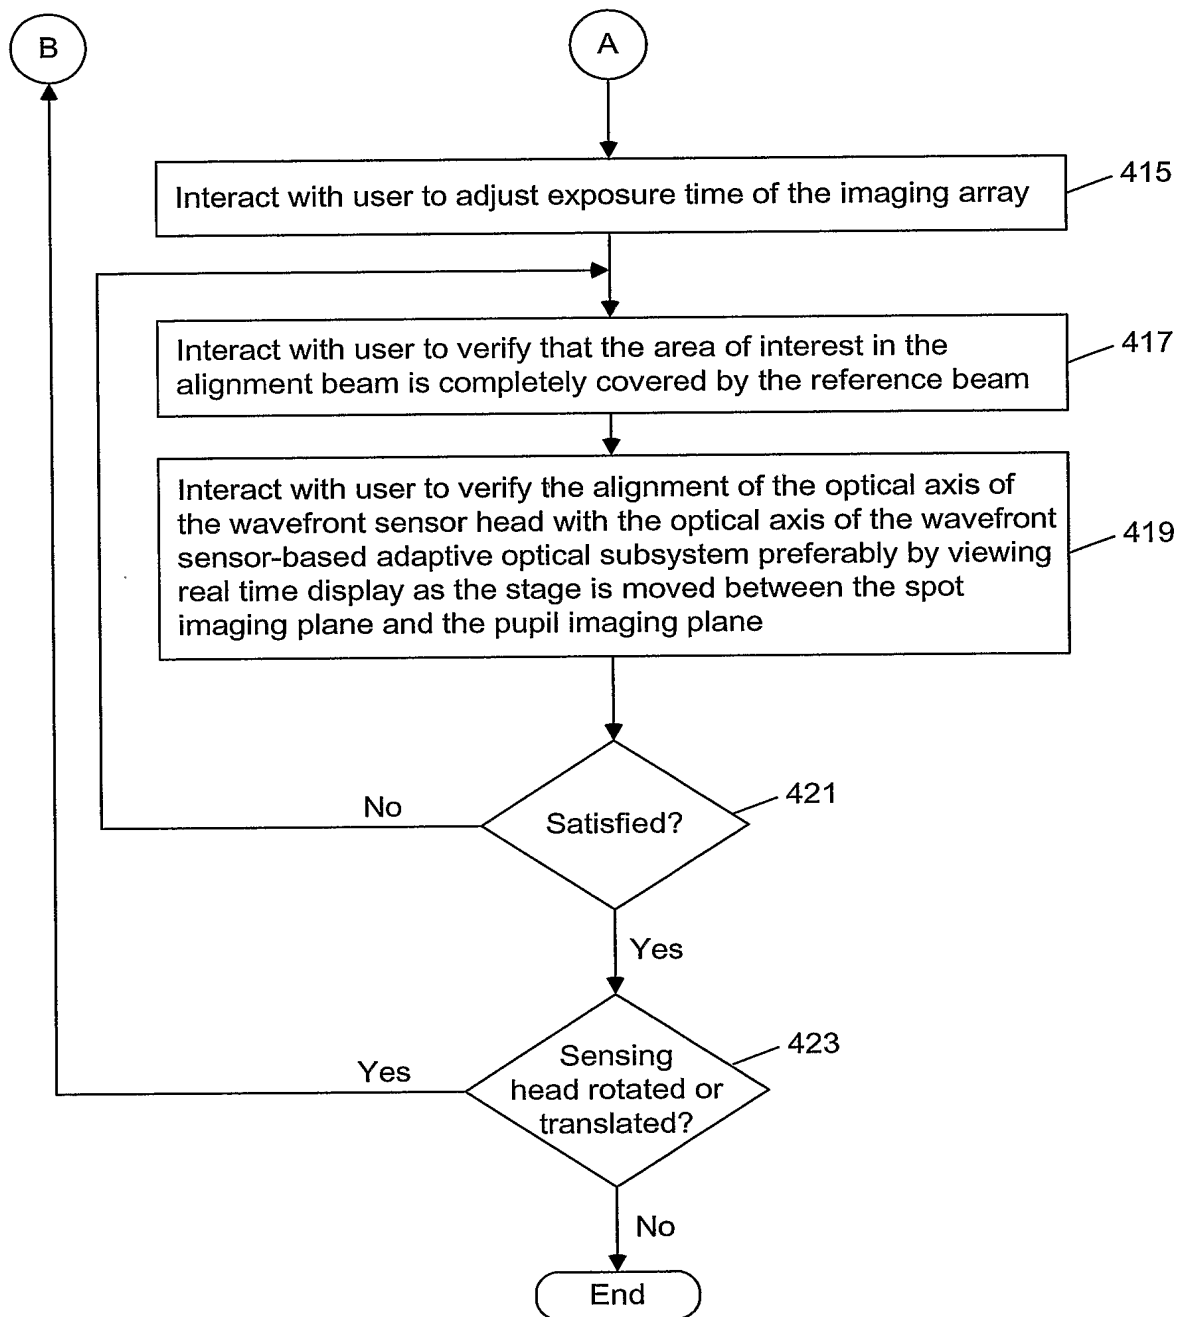 B
A
Interact with user to adjust exposure time of the imaging array
415
Interact with user to verify that the area of interest in the
alignment beam is completely covered by the reference beam
417
Interact with user to verify the alignment of the optical axis of
the wavefront sensor head with the optical axis of the wavefront
sensor-based adaptive optical subsystem preferably by viewing
real time display as the stage is moved between the spot
imaging plane and the pupil imaging plane
419
Satisfied?
421
No
Yes
Sensing
head rotated or
translated?
423
Yes
No
End